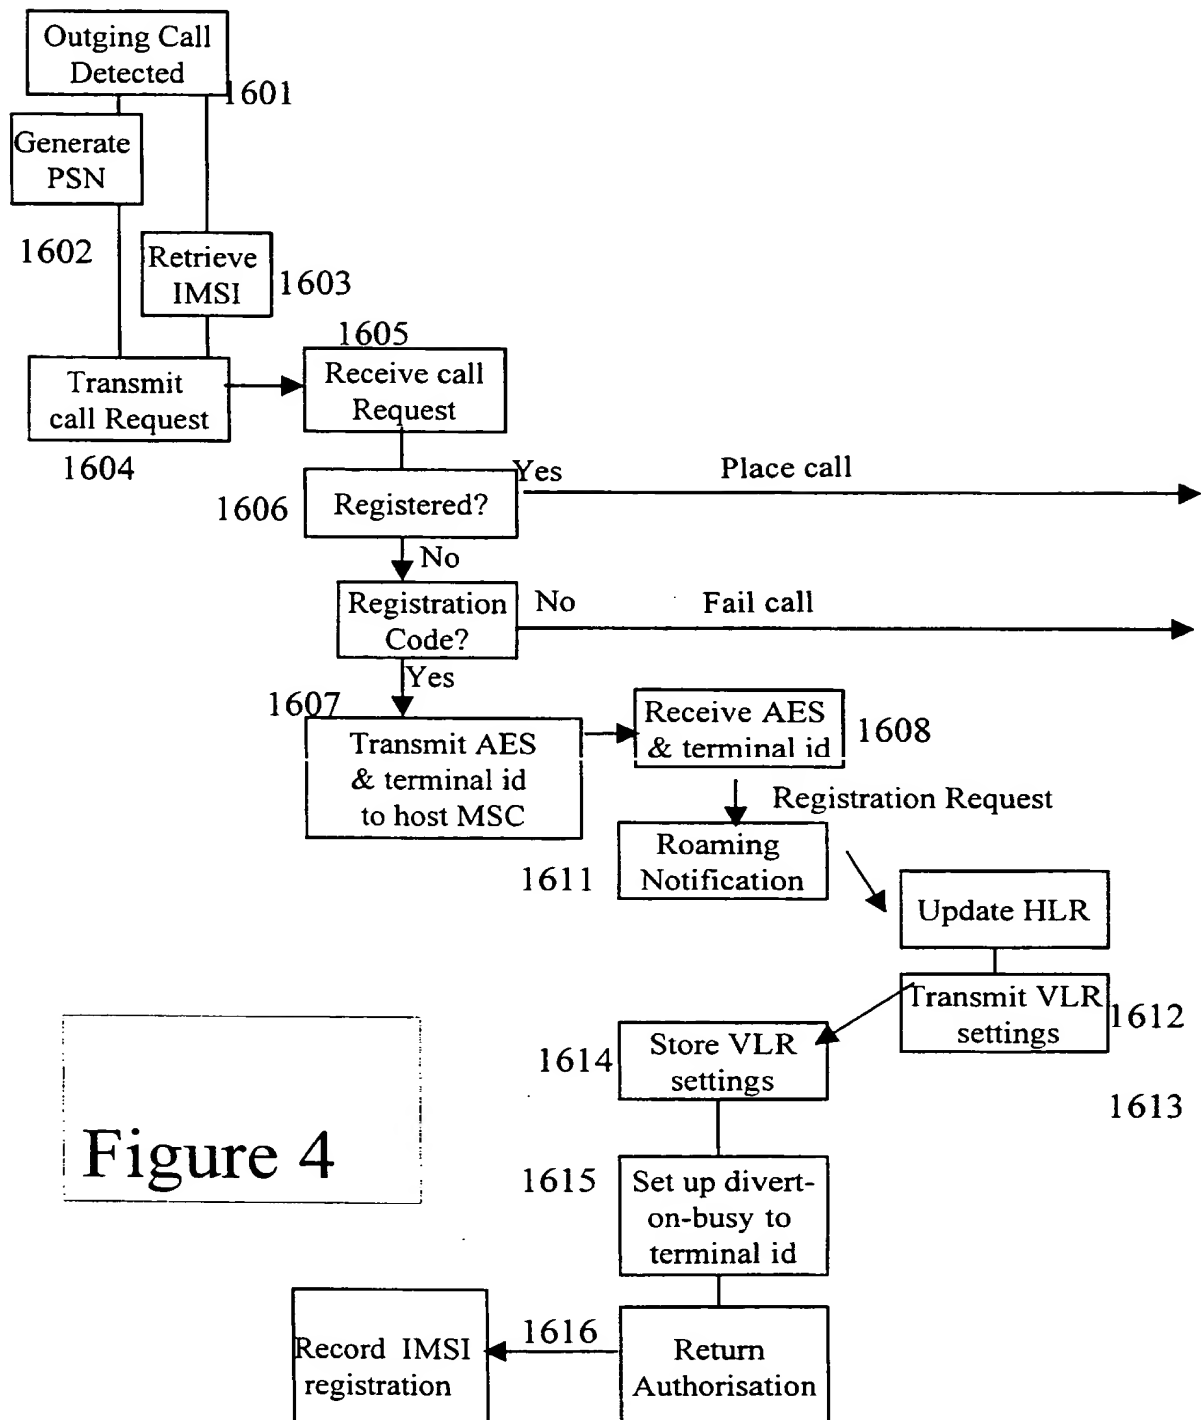 Outging Call
Detected
1601
Generate
PSN
1602
Retrieve
IMSI
1603
1605
Transmit
call Request
1604
Receive call
Request
Yes
Place call
1606
Registered?
No
Registration
Code?
No
Fail call
Yes
1607
Transmit AES
& terminal id
to host MSC
Receive AES
& terminal id
1608
Registration Request
Roaming
Notification
1611
Update HLR
Transmit VLR
settings
1612
1613
1614
Store VLR
settings
Figure 4
1615
Set up divert-
on-busy to
terminal id
1616
Record IMSI
registration
Return
Authorisation